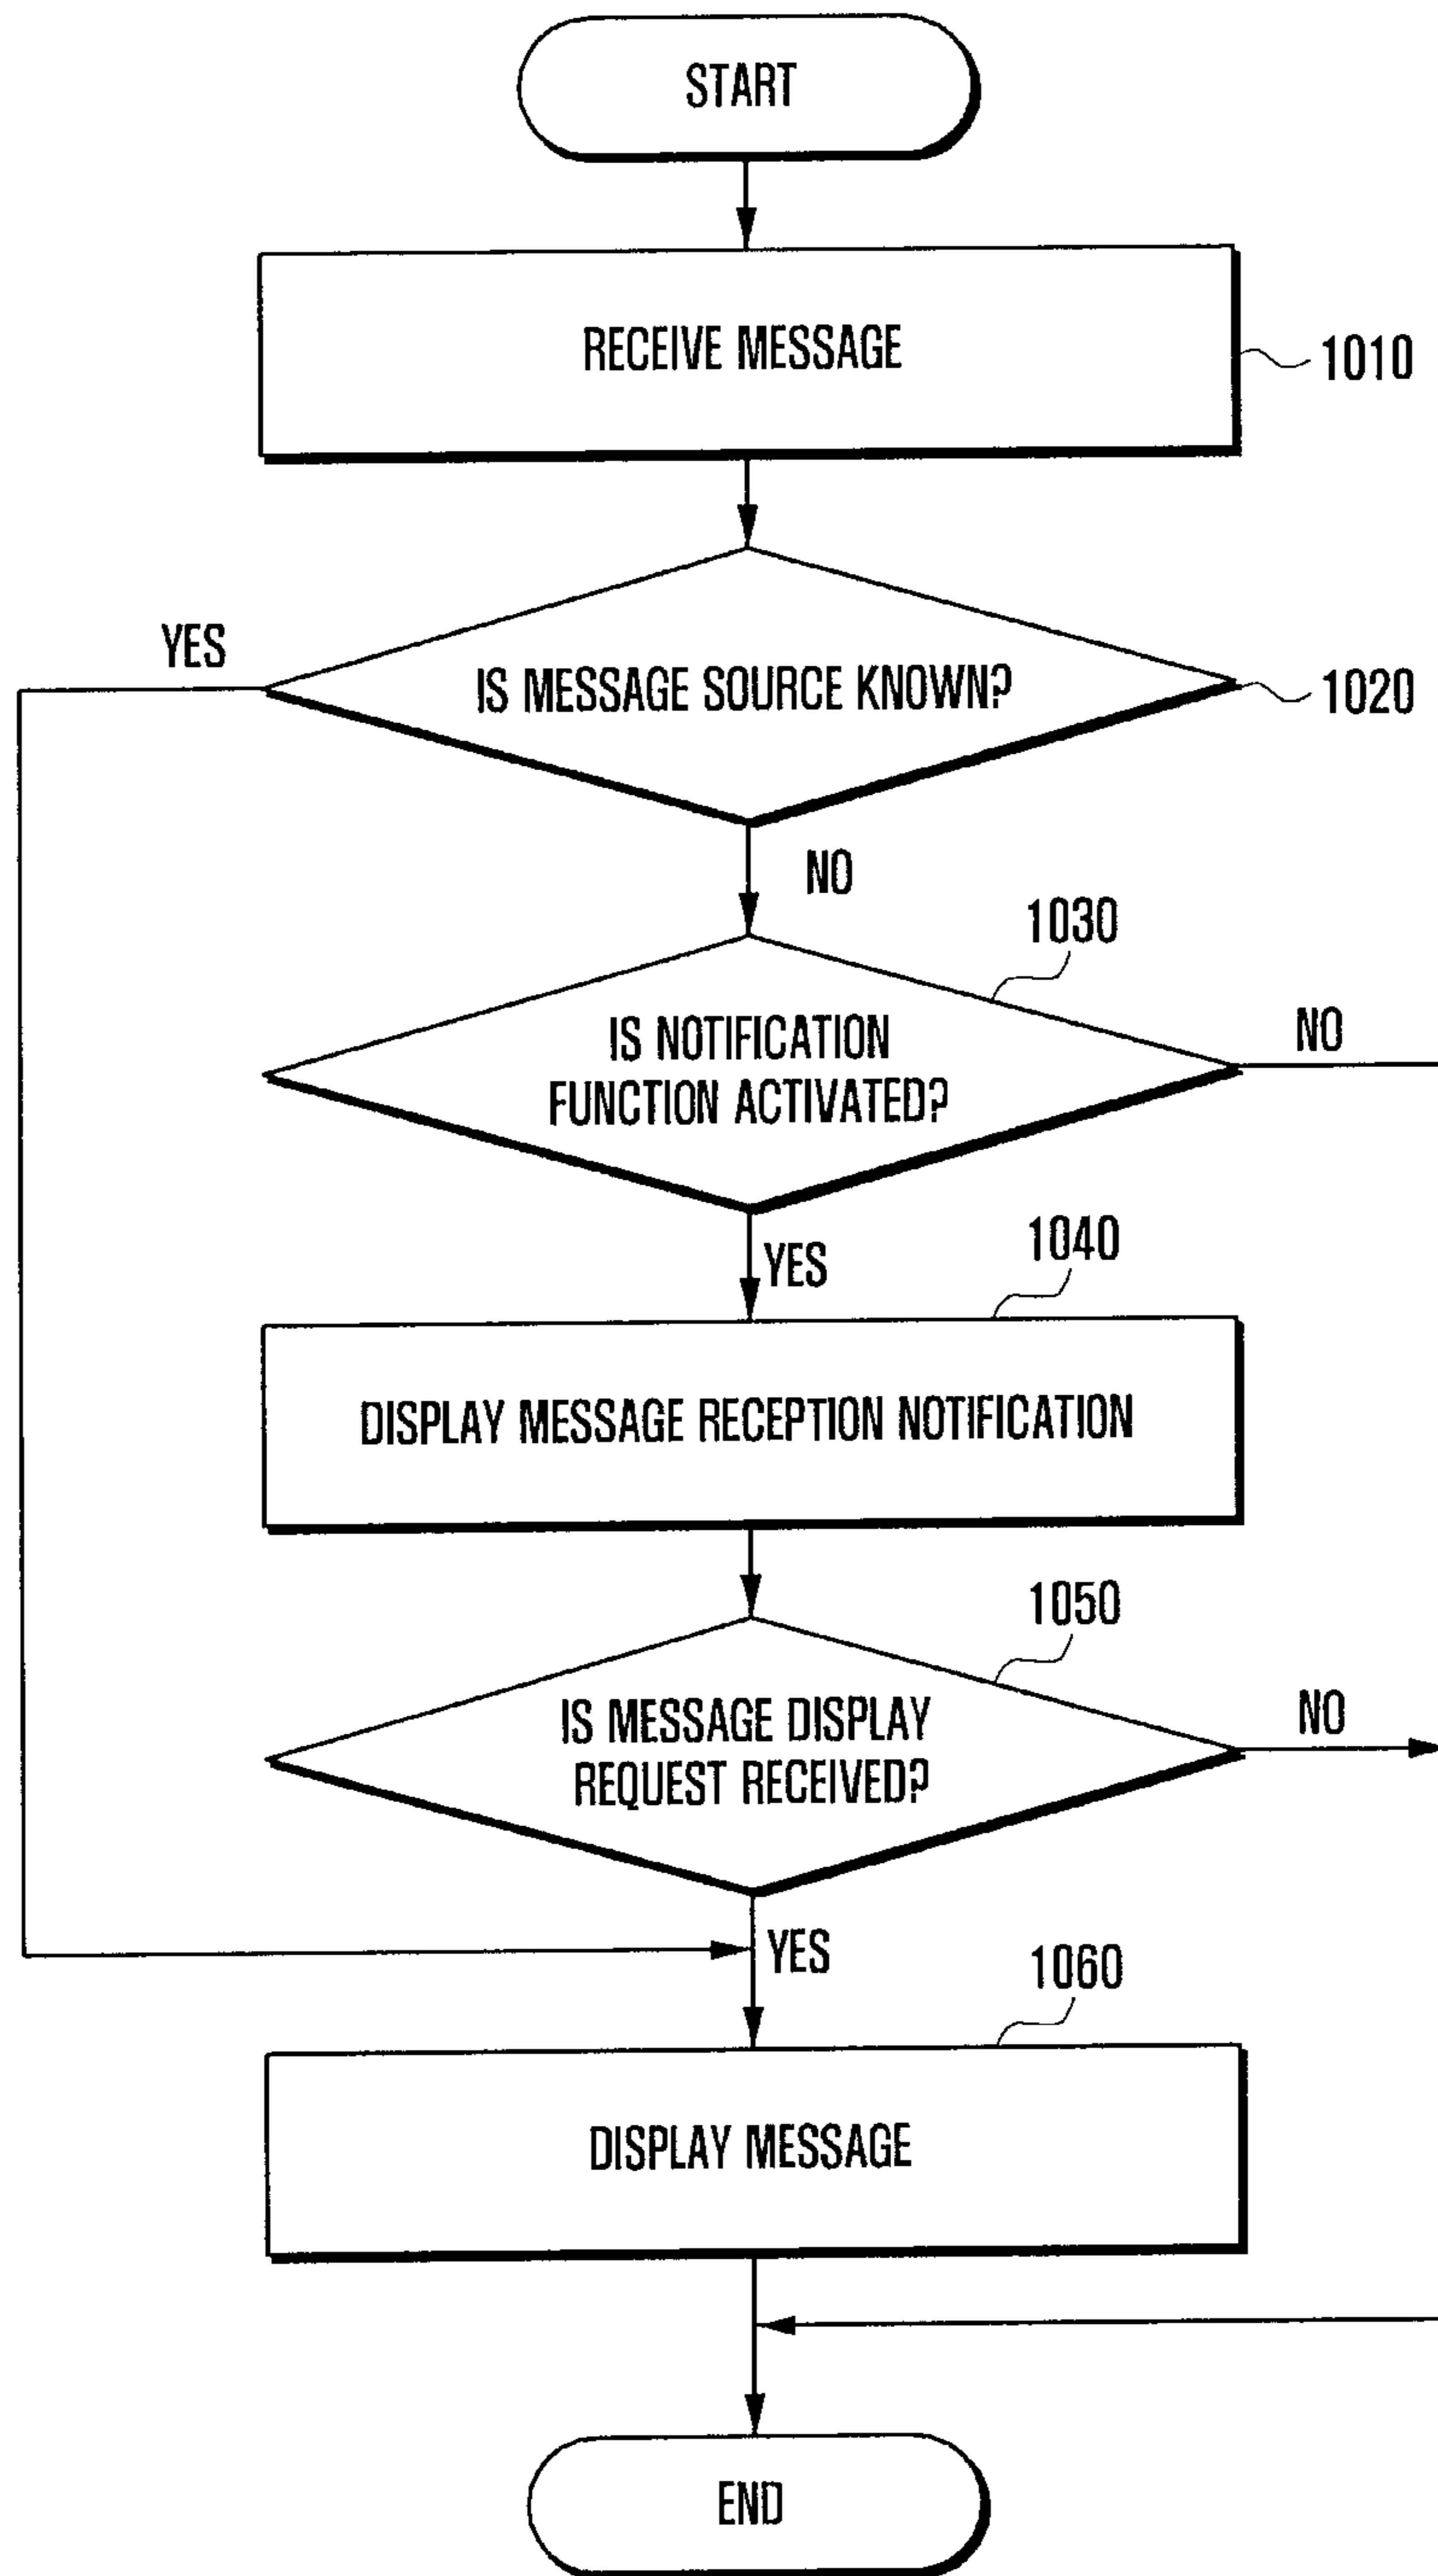 START
RECEIVE MESSAGE
1010
YES
IS MESSAGE SOURCE KNOWN?
1020
NO
1030
IS NOTIFICATION
FUNCTION ACTIVATED?
NO
YES
1040
DISPLAY MESSAGE RECEPTION NOTIFICATION
1050
IS MESSAGE DISPLAY
REQUEST RECEIVED?
NO
YES
1060
DISPLAY MESSAGE
END